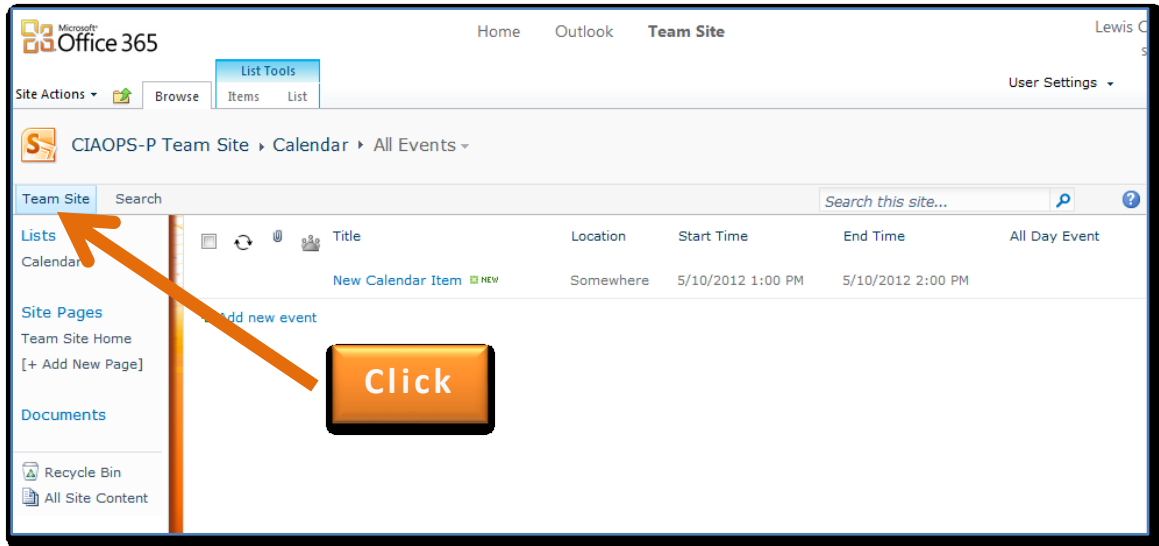 Microsoft
Office 365
Home Outlook Team Site
Lewis C
s
Site Actions
Browse
List Tools
Items List
User Settings
CIAOPS-P Team Site Calendar All Events
Team Site Search
Search this site...
Lists
Calendar
Title Location Start Time End Time All Day Event
New Calendar Item NEW Somewhere 5/10/2012 1:00 PM 5/10/2012 2:00 PM
Add new event
Site Pages
Team Site Home
[+ Add New Page]
Documents
Recycle Bin
All Site Content
Click